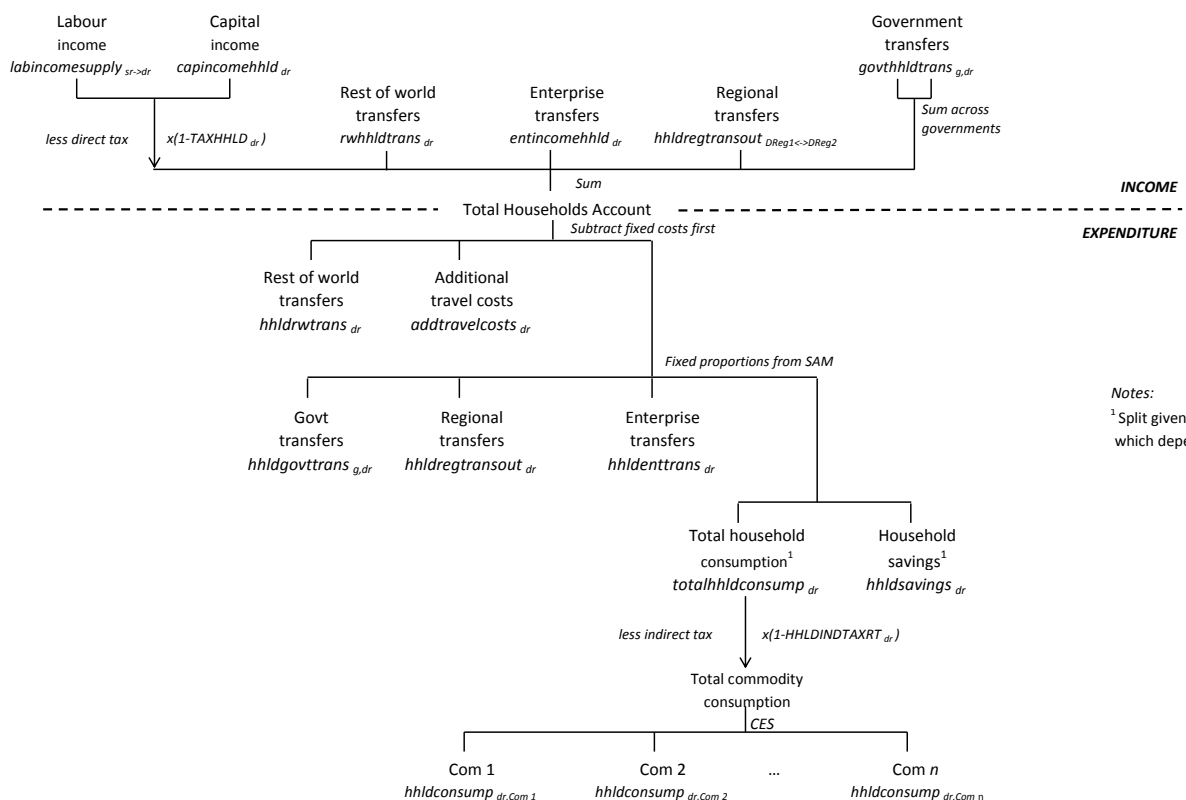 Labour
income
labincomesupply sr->dr
Capital
income
capincomehhld dr
Government
transfers
govthhldtrans g,dr
Rest of world
transfers
rwhhldtrans dr
Enterprise
transfers
entincomehhld dr
Regional
transfers
hhldregtransout DReg1<->DReg2
Sum across
governments
less direct tax
x(1-TAXHHLD dr)
Sum
INCOME
Total Households Account
EXPENDITURE
Subtract fixed costs first
Rest of world
transfers
hhldrwtrans dr
Additional
travel costs
addtravelcosts dr
Fixed proportions from SAM
Govt
transfers
hhldgovttrans g,dr
Regional
transfers
hhldregtransout dr
Enterprise
transfers
hhldenttrans dr
Notes:
1 Split given
which depe
Total household
consumption1
totalhhldconsump dr
Household
savings1
hhldsavings dr
less indirect tax
x(1-HHLDINDTAXRT dr)
Total commodity
consumption
CES
Com 1
hhldconsump dr,Com 1
Com 2
hhldconsump dr,Com 2
...
Com n
hhldconsump dr,Com n